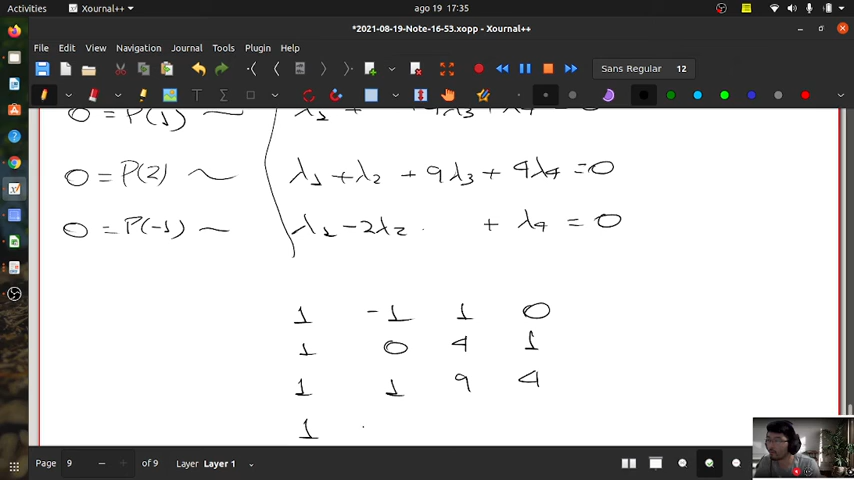 Activities Xournal++ ago 19 17:35
*2021-08-19-Note-16-53.xopp - Xournal++
File Edit View Navigation Journal Tools Plugin Help
Sans Regular 12
0 = P(1) ~
0 = P(2) ~ λ1 + λ2 + 9λ3 + 4λ4 = 0
0 = P(-1) ~ λ1 - 2λ2 + λ4 = 0
1 -1 1 0
1 0 4 1
1 1 9 4
1
Page 9 of 9 Layer Layer 1